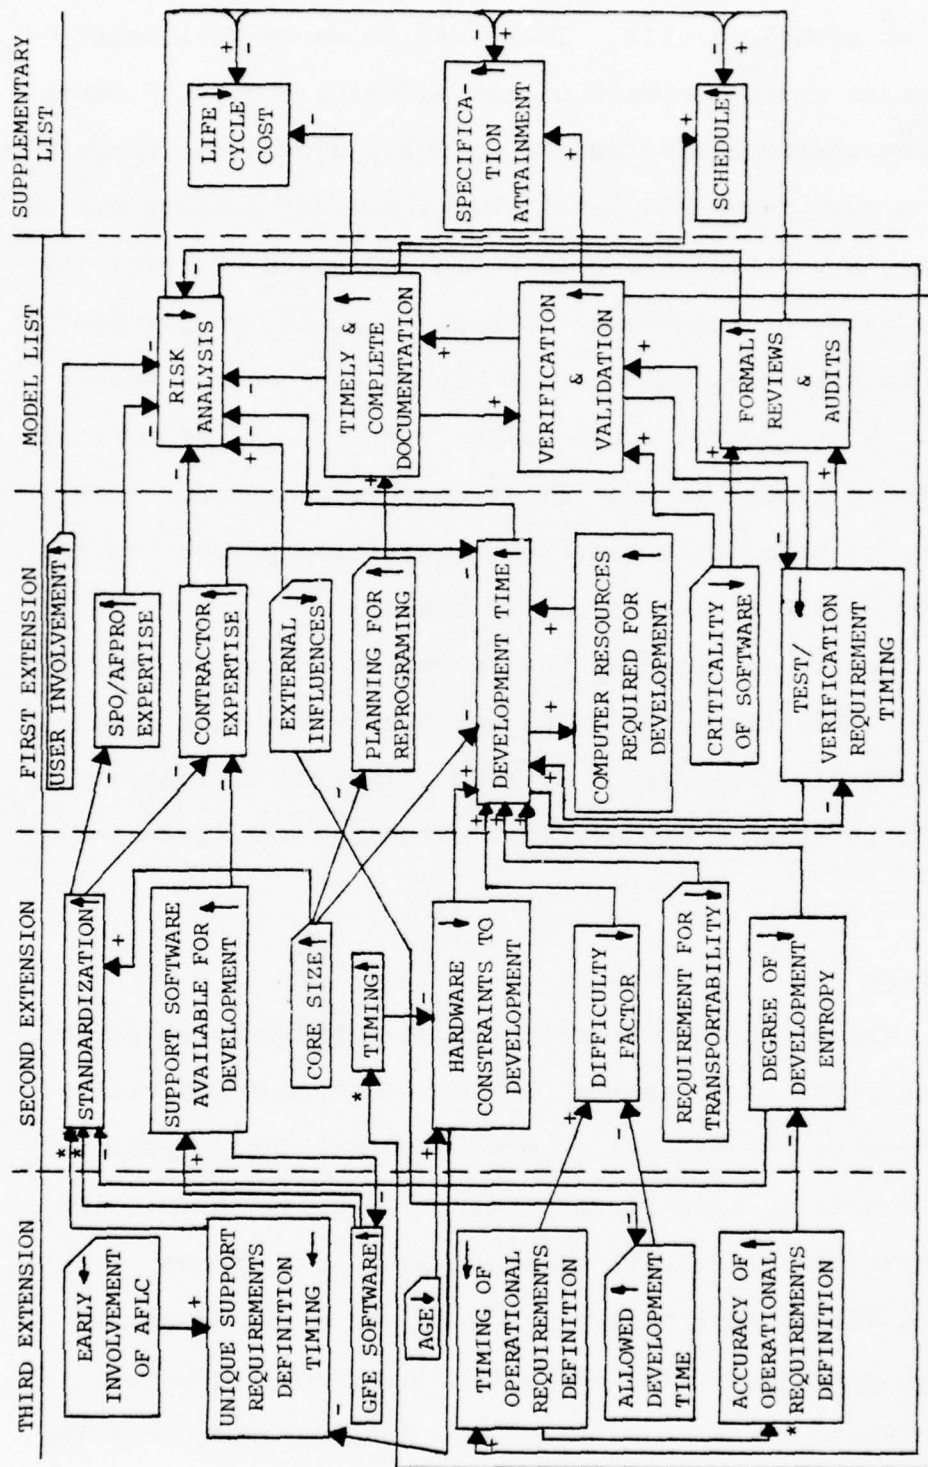 THIRD EXTENSION
SECOND EXTENSION
FIRST EXTENSION
MODEL LIST
SUPPLEMENTARY
LIST
EARLY
INVOLVEMENT
OF AFLC
+
UNIQUE SUPPORT
REQUIREMENTS
DEFINITION
TIMING
-
GFE SOFTWARE
-
AGE
TIMING OF
OPERATIONAL
REQUIREMENTS
DEFINITION
+
ALLOWED
DEVELOPMENT
TIME
-
ACCURACY OF
OPERATIONAL
REQUIREMENTS
DEFINITION
*
STANDARDIZATION
*
*
-
+
SUPPORT SOFTWARE
AVAILABLE FOR
DEVELOPMENT
+
CORE SIZE
TIMING
*
HARDWARE
CONSTRAINTS TO
DEVELOPMENT
+
-
DIFFICULTY
FACTOR
+
-
REQUIREMENT FOR
TRANSPORTABILITY
DEGREE OF
DEVELOPMENT
ENTROPY
-
USER INVOLVEMENT
SPO/AFPRO
EXPERTISE
-
CONTRACTOR
EXPERTISE
-
-
EXTERNAL
INFLUENCES
PLANNING FOR
REPROGRAMING
-
DEVELOPMENT TIME
-
-
+
+
+
+
+
+
+
COMPUTER RESOURCES
REQUIRED FOR
DEVELOPMENT
CRITICALITY
OF SOFTWARE
TEST/
VERIFICATION
REQUIREMENT
TIMING
-
-
RISK
ANALYSIS
-
-
-
-
-
-
-
+
TIMELY &
COMPLETE
DOCUMENTATION
+
+
VERIFICATION
&
VALIDATION
+
+
+
FORMAL
REVIEWS
&
AUDITS
+
+
LIFE
CYCLE
COST
+
-
-
SPECIFICA-
TION
ATTAINMENT
+
+
+
SCHEDULE
+
+
+